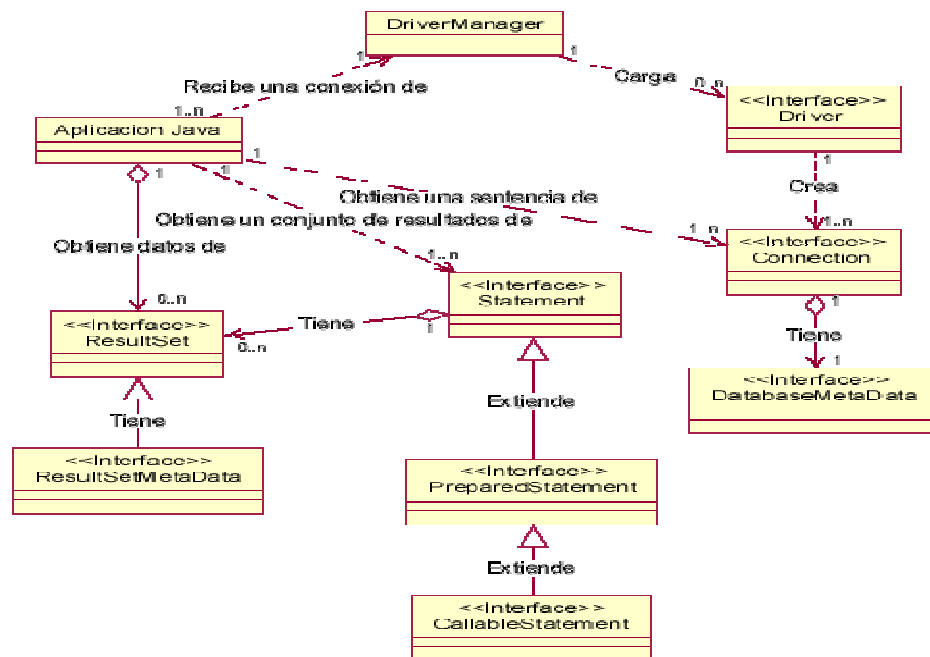 DriverManager
1
1
Recibe una conexión de
Carga
0..n
1..n
<<Interface>>
Driver
Aplicacion Java
1
1
1
1
Crea
Obtiene una sentencia de
Obtiene un conjunto de resultados de
1..n
1..n
<<Interface>>
Connection
Obtiene datos de
1..n
<<Interface>>
Statement
0..n
1
<<Interface>>
ResultSet
Tiene
1
0..n
Tiene
1
<<Interface>>
DatabaseMetaData
Extiende
Tiene
<<Interface>>
ResultSetMetaData
<<Interface>>
PreparedStatement
Extiende
<<Interface>>
CallableStatement